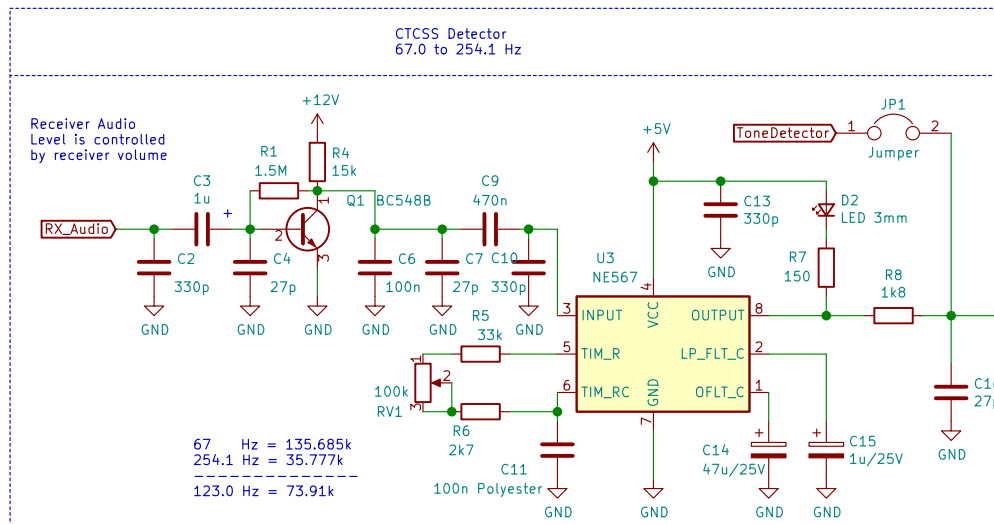 CTCSS Detector
67.0 to 254.1 Hz
Receiver Audio
Level is controlled
by receiver volume
+12V
R1
1.5M
R4
15k
C3
1u
+
1
Q1 BC548B
2
3
C9
470n
RX_Audio
C2
330p
C4
27p
C6
100n
C7
27p
C10
330p
GND
GND
GND
GND
GND
GND
+5V
JP1
ToneDetector
1
2
Jumper
C13
330p
GND
D2
LED 3mm
R7
150
R8
1k8
U3
NE567
4
VCC
3
INPUT
OUTPUT
8
5
TIM_R
LP_FLT_C
2
6
TIM_RC
OFLT_C
1
GND
7
R5
33k
100k
RV1
1
2
3
R6
2k7
C11
100n Polyester
GND
GND
+
C14
47u/25V
GND
+
C15
1u/25V
GND
27p
GND
67 Hz = 135.685k
254.1 Hz = 35.777k
--------------
123.0 Hz = 73.91k